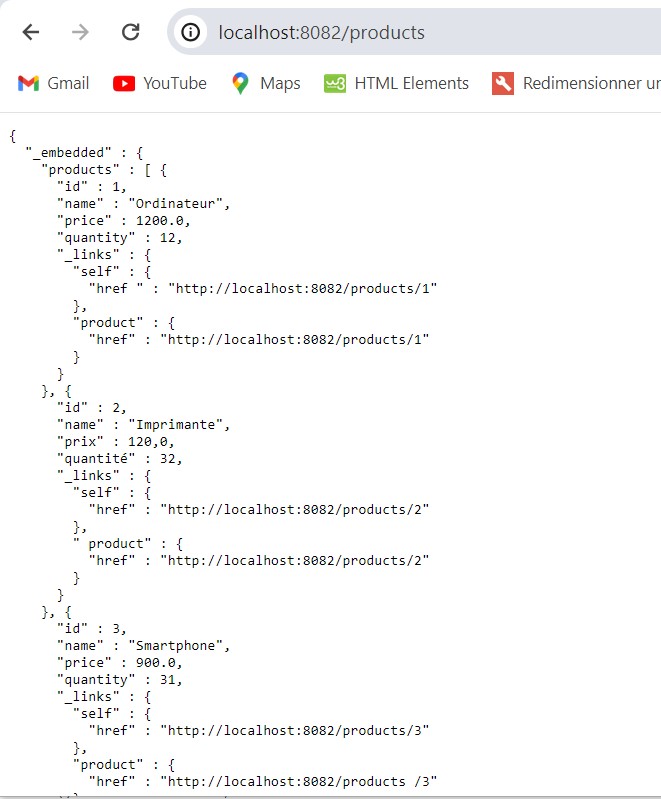 localhost:8082/products
Gmail YouTube Maps HTML Elements Redimensionner un
{
  "_embedded" : {
    "products" : [ {
      "id" : 1,
      "name" : "Ordinateur",
      "price" : 1200.0,
      "quantity" : 12,
      "_links" : {
        "self" : {
          "href " : "http://localhost:8082/products/1"
        },
        "product" : {
          "href" : "http://localhost:8082/products/1"
        }
      }
    }, {
      "id" : 2,
      "name" : "Imprimante",
      "prix" : 120,0,
      "quantité" : 32,
      "_links" : {
        "self" : {
          "href" : "http://localhost:8082/products/2"
        },
        " product" : {
          "href" : "http://localhost:8082/products/2"
        }
      }
    }, {
      "id" : 3,
      "name" : "Smartphone",
      "price" : 900.0,
      "quantity" : 31,
      "_links" : {
        "self" : {
          "href" : "http://localhost:8082/products/3"
        },
        "product" : {
          "href" : "http://localhost:8082/products /3"